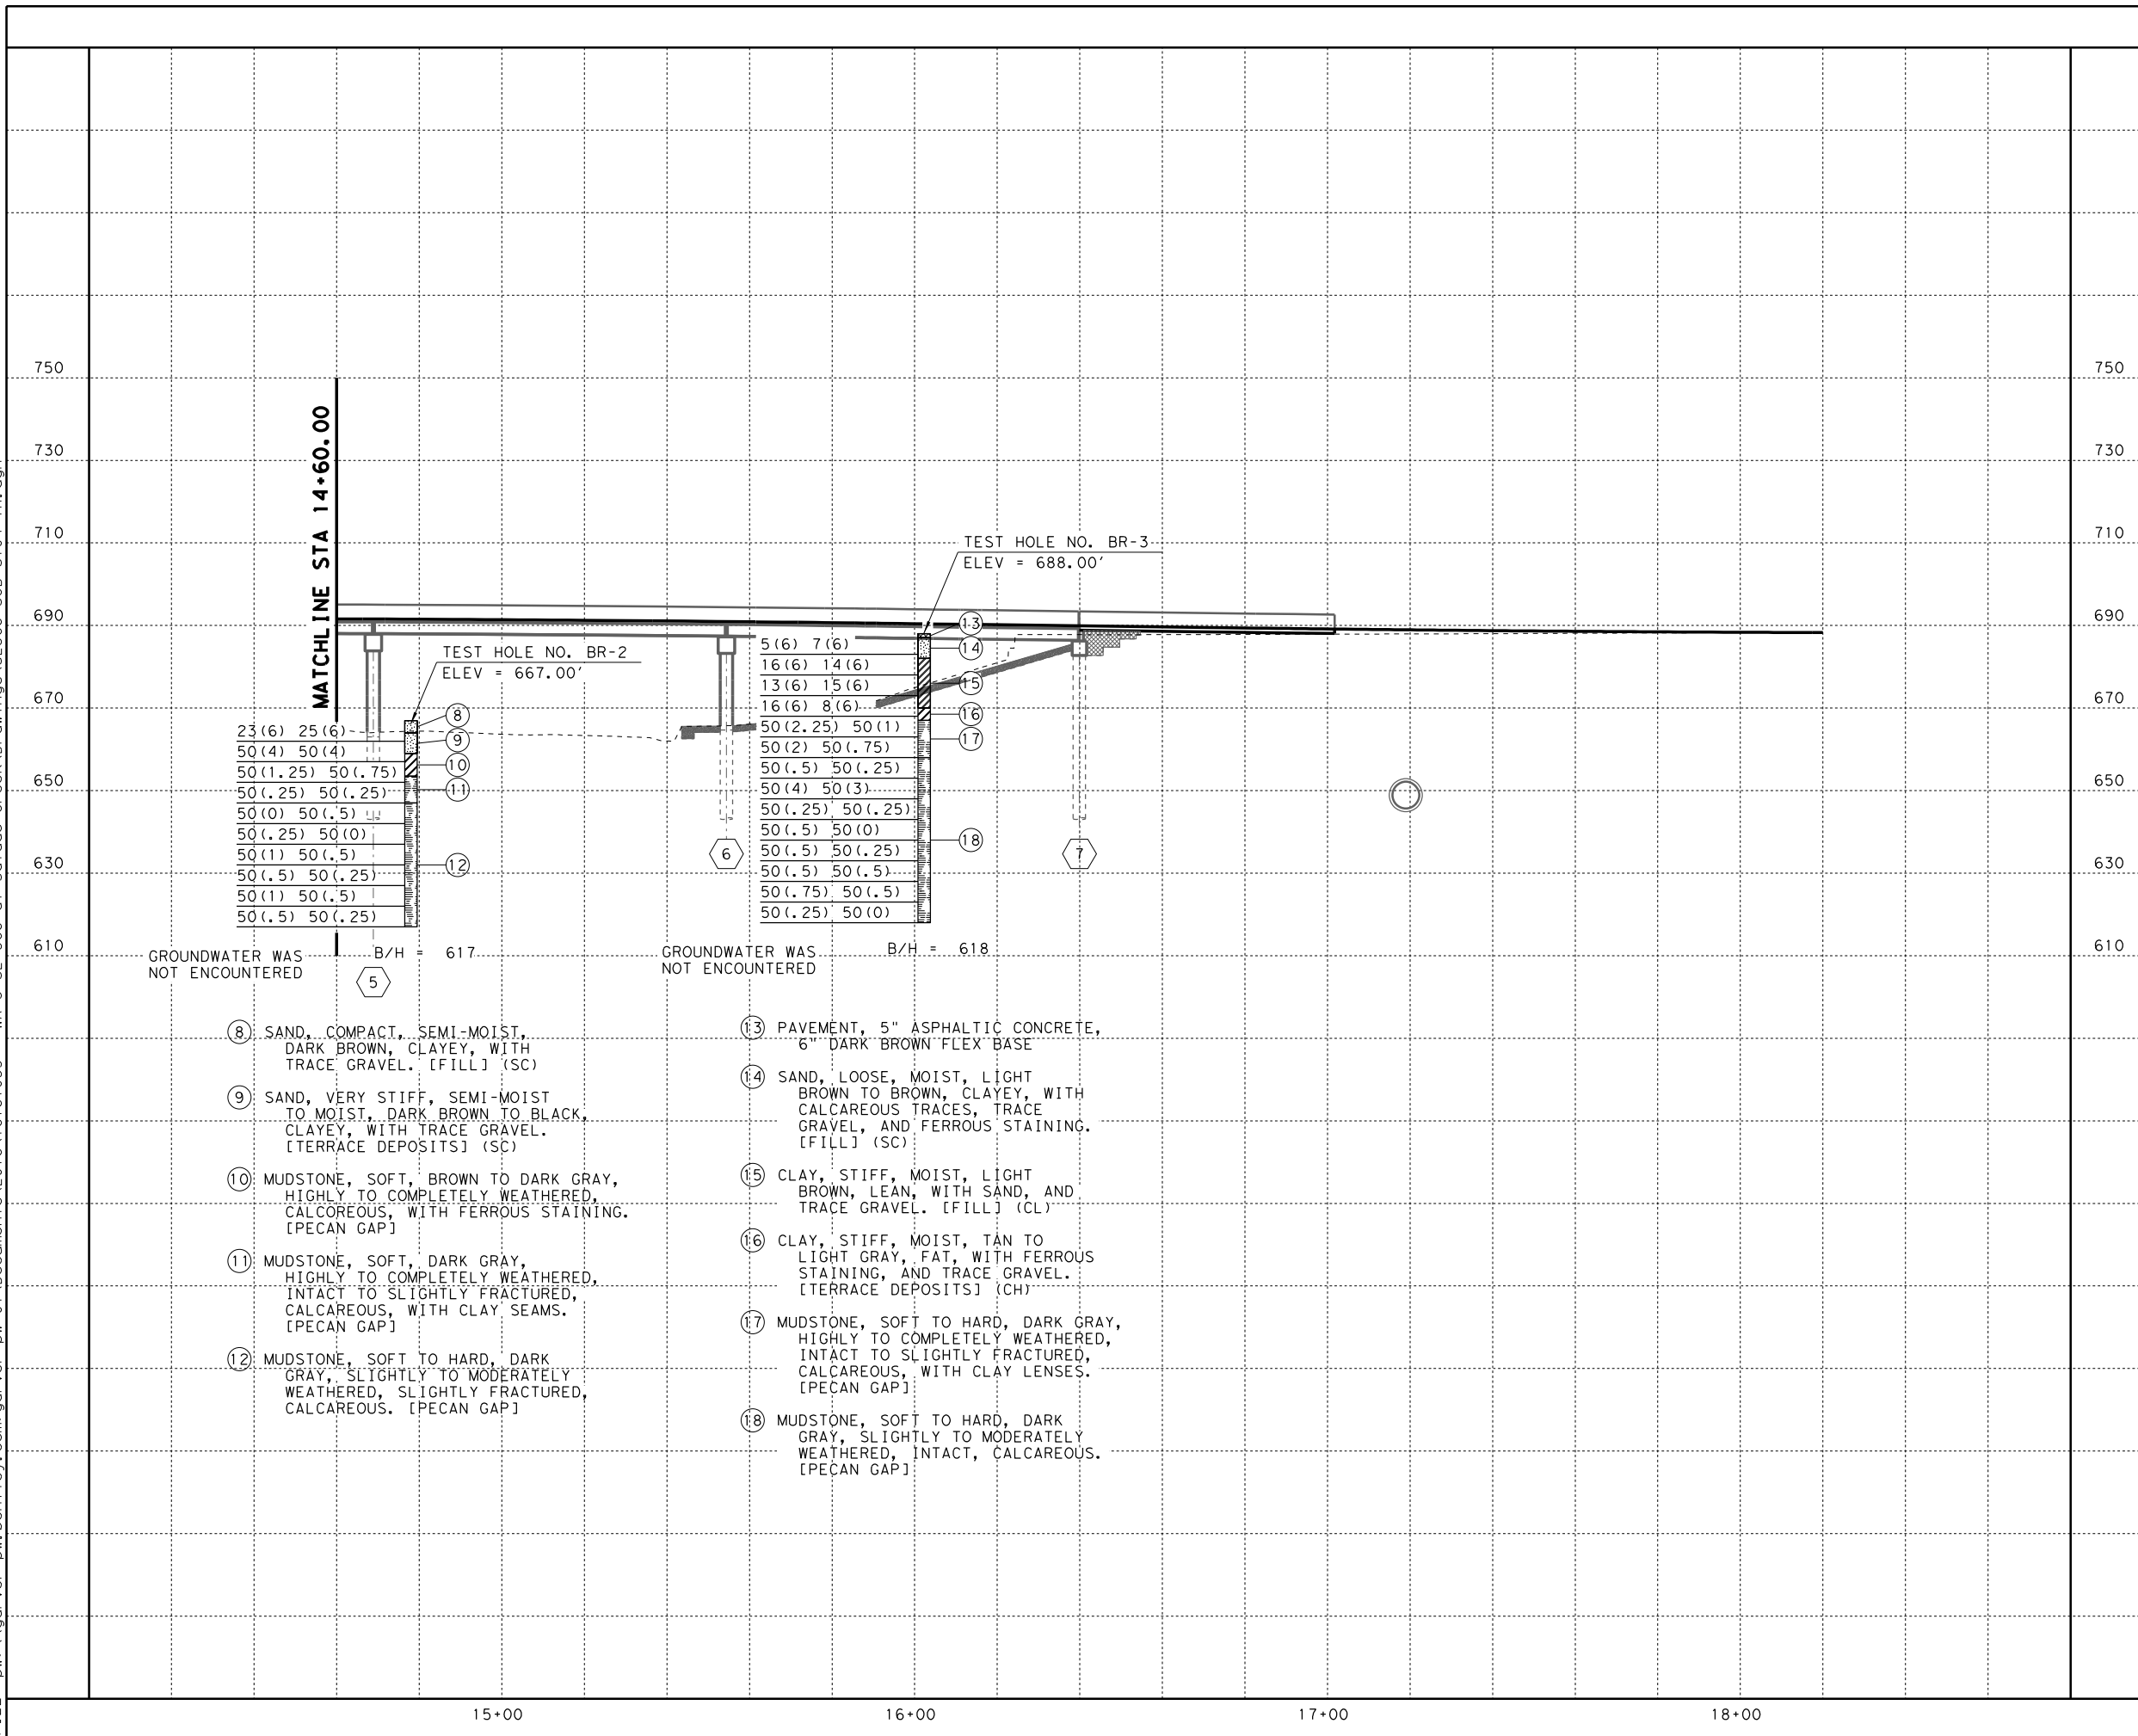 750
750
730
730
710
710
690
690
670
670
650
650
630
630
610
610
MATCHLINE STA 14+60.00
TEST HOLE NO. BR-2
ELEV = 667.00'
8
9
10
11
12
23(6) 25(6)
50(4) 50(4)
50(1.25) 50(.75)
50(.25) 50(.25)
50(0) 50(.5)
50(.25) 50(0)
50(1) 50(.5)
50(.5) 50(.25)
50(1) 50(.5)
50(.5) 50(.25)
GROUNDWATER WAS
NOT ENCOUNTERED
B/H = 617
5
TEST HOLE NO. BR-3
ELEV = 688.00'
13
14
15
16
17
18
5(6) 7(6)
16(6) 14(6)
13(6) 15(6)
16(6) 8(6)
50(2.25) 50(1)
50(2) 50(.75)
50(.5) 50(.25)
50(4) 50(3)
50(.25) 50(.25)
50(.5) 50(0)
50(.5) 50(.25)
50(.5) 50(.5)
50(.75) 50(.5)
50(.25) 50(0)
GROUNDWATER WAS
NOT ENCOUNTERED
B/H = 618
6
7
8 SAND, COMPACT, SEMI-MOIST,
DARK BROWN, CLAYEY, WITH
TRACE GRAVEL. [FILL] (SC)
9 SAND, VERY STIFF, SEMI-MOIST
TO MOIST, DARK BROWN TO BLACK,
CLAYEY, WITH TRACE GRAVEL.
[TERRACE DEPOSITS] (SC)
10 MUDSTONE, SOFT, BROWN TO DARK GRAY,
HIGHLY TO COMPLETELY WEATHERED,
CALCOREOUS, WITH FERROUS STAINING.
[PECAN GAP]
11 MUDSTONE, SOFT, DARK GRAY,
HIGHLY TO COMPLETELY WEATHERED,
INTACT TO SLIGHTLY FRACTURED,
CALCAREOUS, WITH CLAY SEAMS.
[PECAN GAP]
12 MUDSTONE, SOFT TO HARD, DARK
GRAY, SLIGHTLY TO MODERATELY
WEATHERED, SLIGHTLY FRACTURED,
CALCAREOUS. [PECAN GAP]
13 PAVEMENT, 5" ASPHALTIC CONCRETE,
6" DARK BROWN FLEX BASE
14 SAND, LOOSE, MOIST, LIGHT
BROWN TO BROWN, CLAYEY, WITH
CALCAREOUS TRACES, TRACE
GRAVEL, AND FERROUS STAINING.
[FILL] (SC)
15 CLAY, STIFF, MOIST, LIGHT
BROWN, LEAN, WITH SAND, AND
TRACE GRAVEL. [FILL] (CL)
16 CLAY, STIFF, MOIST, TAN TO
LIGHT GRAY, FAT, WITH FERROUS
STAINING, AND TRACE GRAVEL.
[TERRACE DEPOSITS] (CH)
17 MUDSTONE, SOFT TO HARD, DARK GRAY,
HIGHLY TO COMPLETELY WEATHERED,
INTACT TO SLIGHTLY FRACTURED,
CALCAREOUS, WITH CLAY LENSES.
[PECAN GAP]
18 MUDSTONE, SOFT TO HARD, DARK
GRAY, SLIGHTLY TO MODERATELY
WEATHERED, INTACT, CALCAREOUS.
[PECAN GAP]
15+00
16+00
17+00
18+00